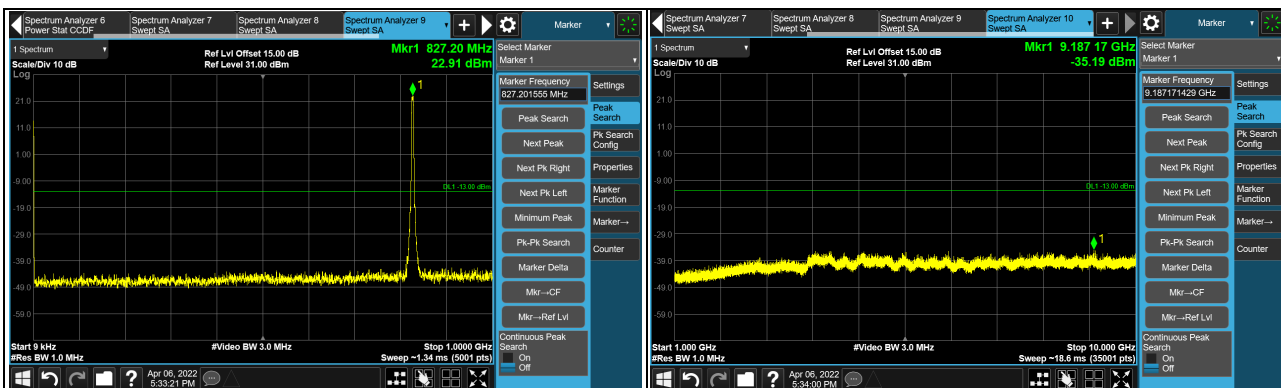 Spectrum Analyzer 6
Power Stat CCDF
Spectrum Analyzer 7
Swept SA
Spectrum Analyzer 8
Swept SA
Spectrum Analyzer 9
Swept SA
Marker
1 Spectrum
Ref Lvl Offset 15.00 dB
Mkr1 827.20 MHz
Scale/Div 10 dB
Ref Level 31.00 dBm
22.91 dBm
Log
21.0
11.0
1.00
-9.00
-19.0
-29.0
-39.0
-49.0
-59.0
1
DL1 -13.00 dBm
Start 9 kHz
#Video BW 3.0 MHz
Stop 1.0000 GHz
#Res BW 1.0 MHz
Sweep ~1.34 ms (5001 pts)
Select Marker
Marker 1
Marker Frequency
827.201555 MHz
Settings
Peak Search
Peak
Search
Next Peak
Pk Search
Config
Next Pk Right
Properties
Next Pk Left
Marker
Function
Minimum Peak
Marker→
Pk-Pk Search
Counter
Marker Delta
Mkr→CF
Mkr→Ref Lvl
Continuous Peak
Search
On
Off
Apr 06, 2022
5:33:21 PM
Spectrum Analyzer 7
Swept SA
Spectrum Analyzer 8
Swept SA
Spectrum Analyzer 9
Swept SA
Spectrum Analyzer 10
Swept SA
Marker
1 Spectrum
Ref Lvl Offset 15.00 dB
Mkr1 9.187 17 GHz
Scale/Div 10 dB
Ref Level 31.00 dBm
-35.19 dBm
Log
21.0
11.0
1.00
-9.00
-19.0
-29.0
-39.0
-49.0
-59.0
1
DL1 -13.00 dBm
Start 1.000 GHz
#Video BW 3.0 MHz
Stop 10.000 GHz
#Res BW 1.0 MHz
Sweep ~18.6 ms (35001 pts)
Select Marker
Marker 1
Marker Frequency
9.187171429 GHz
Settings
Peak Search
Peak
Search
Next Peak
Pk Search
Config
Next Pk Right
Properties
Next Pk Left
Marker
Function
Minimum Peak
Marker→
Pk-Pk Search
Counter
Marker Delta
Mkr→CF
Mkr→Ref Lvl
Continuous Peak
Search
On
Off
Apr 06, 2022
5:34:00 PM